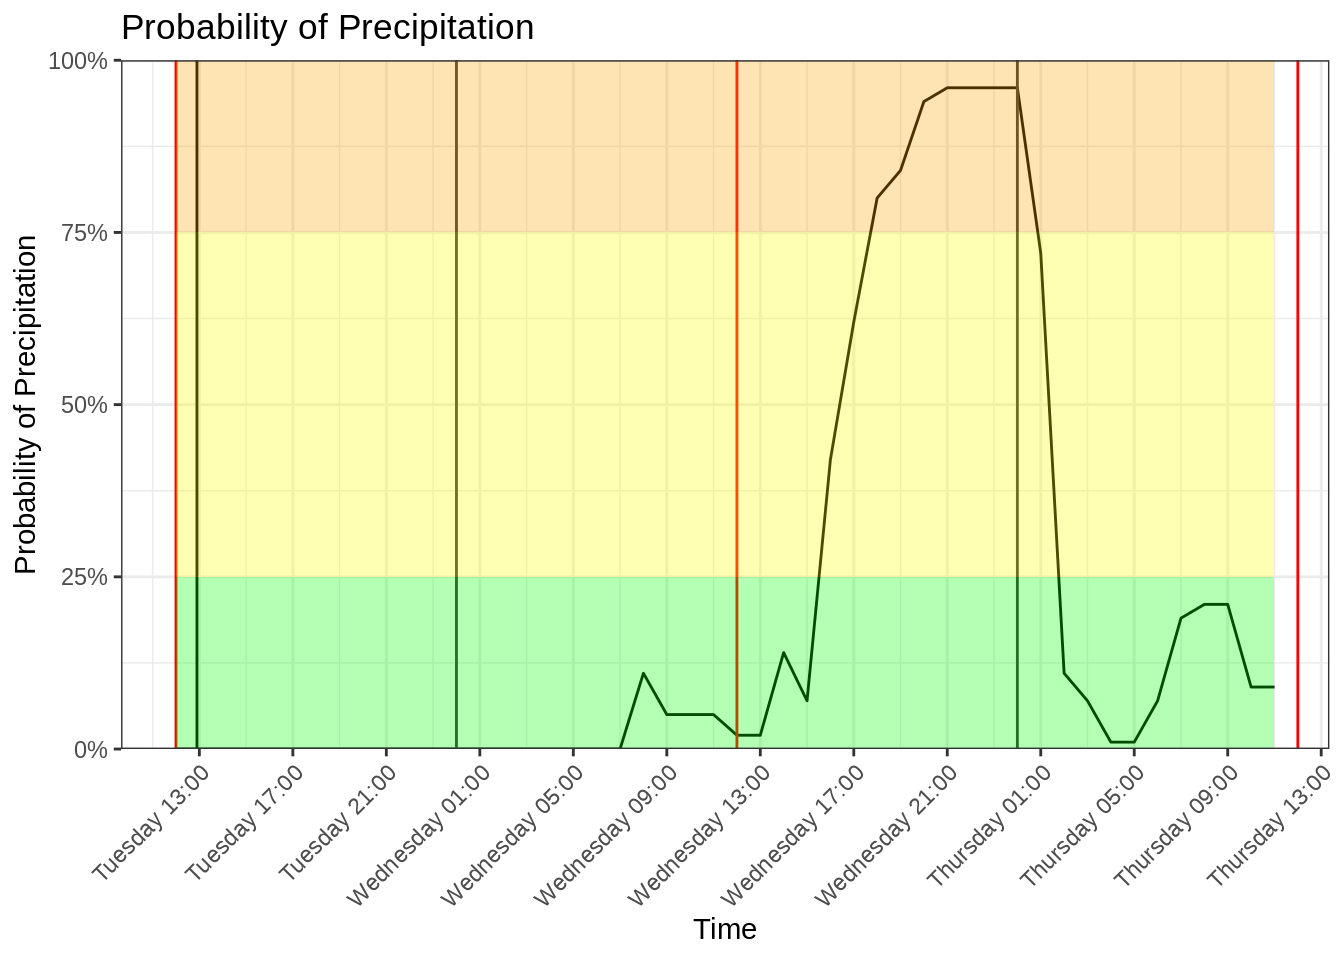 Probability of Precipitation
Probability of Precipitation
100%
75%
50%
25%
0%
Tuesday 13:00
Tuesday 17:00
Tuesday 21:00
Wednesday 01:00
Wednesday 05:00
Wednesday 09:00
Wednesday 13:00
Wednesday 17:00
Wednesday 21:00
Thursday 01:00
Thursday 05:00
Thursday 09:00
Thursday 13:00
Time